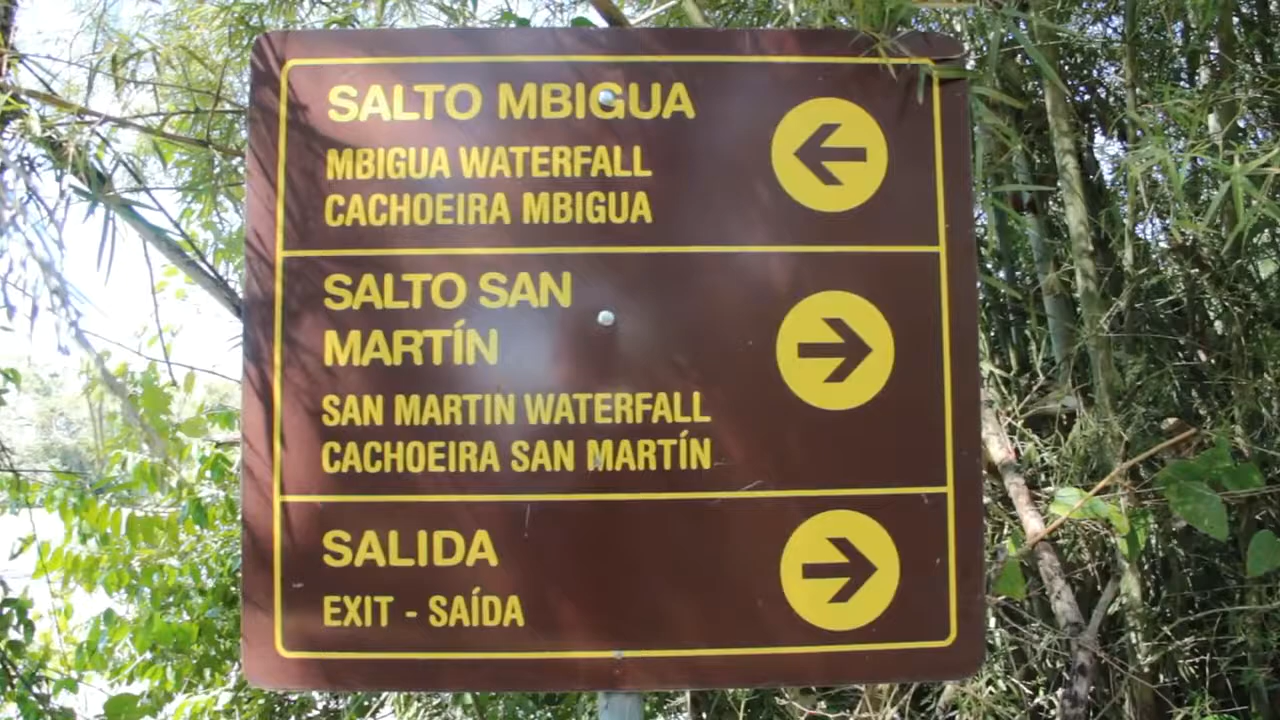 SALTO MBIGUA
MBIGUA WATERFALL
CACHOEIRA MBIGUA
SALTO SAN
MARTÍN
SAN MARTIN WATERFALL
CACHOEIRA SAN MARTÍN
SALIDA
EXIT - SAÍDA